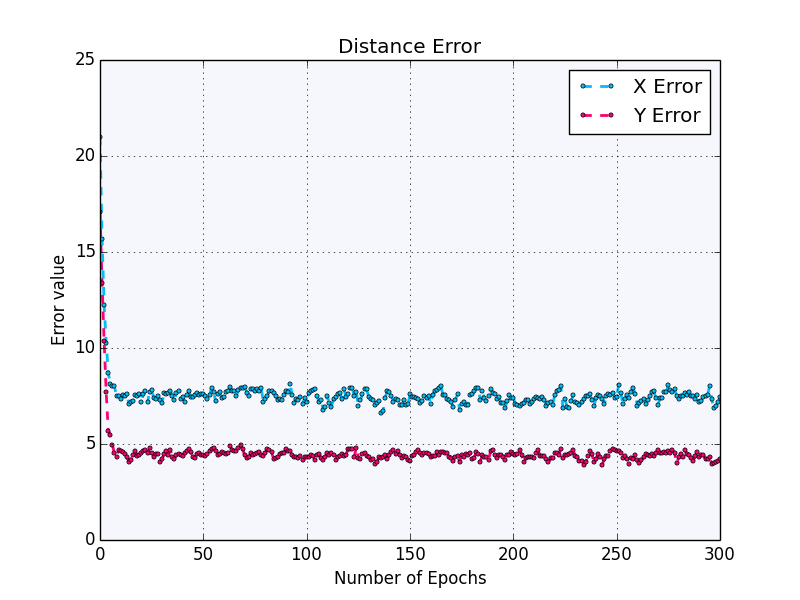 Distance Error
X Error
Y Error
Error value
25
20
15
10
5
0
0 50 100 150 200 250 300
Number of Epochs